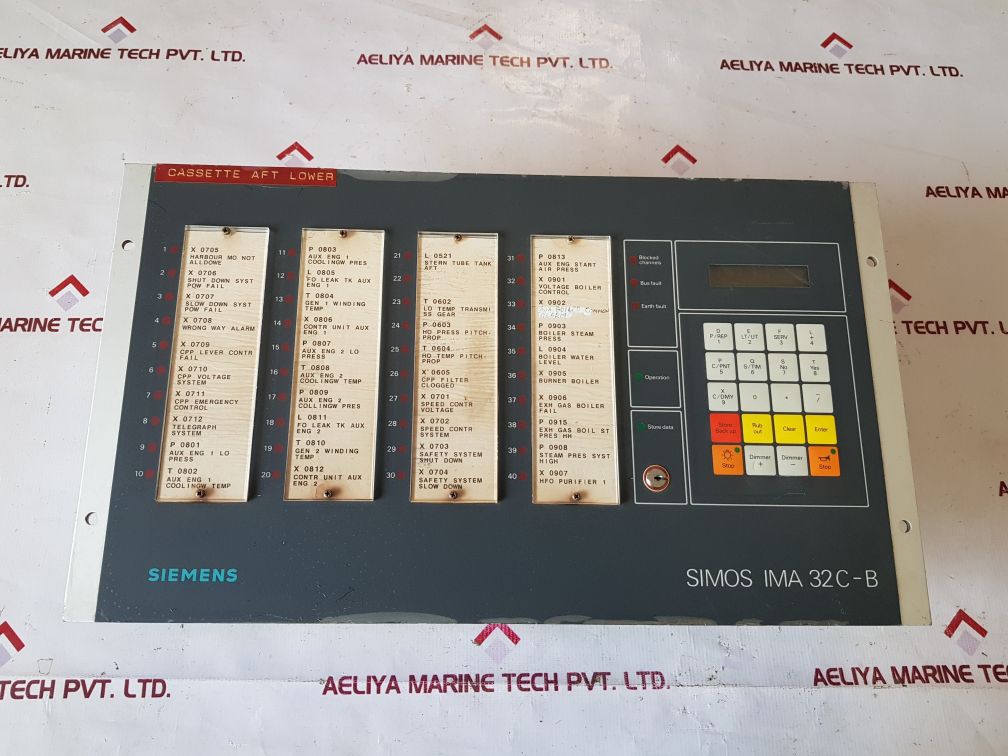 AELIYA MARINE TECH PVT. LTD.
AELIYA MARINE TECH PVT. LTD.
AELIYA MARINE TECH PVT. LTD.
CASSETTE AFT LOWER
1 X 0705
HARBOUR MO NOT
ALLDOWE
2 X 0706
SHUT DOWN SYST
POW FAIL
3 X 0707
SLOW DOWN SYST
POW FAIL
4 X 0708
WRONG WAY ALARM
5 X 0709
CPP LEVER CONTR
FAIL
6 X 0710
CPP VOLTAGE
SYSTEM
7 X 0711
CPP EMERGENCY
CONTROL
8 X 0712
TELEGRAPH
SYSTEM
9 P 0801
AUX ENG 1 LO
PRESS
10 T 0802
AUX ENG 1
COOLINGW TEMP
11 P 0803
AUX ENG 1
COOLINGW PRES
12 L 0805
FO LEAK TK AUX
ENG 1
13 T 0804
GEN 1 WINDING
TEMP
14 X 0806
CONTR UNIT AUX
ENG 1
15 P 0807
AUX ENG 2 LO
PRESS
16 T 0808
AUX ENG 2
COOLINGW TEMP
17 P 0809
AUX ENG 2
COLLINGW PRES
18 L 0811
FO LEAK TK AUX
ENG 2
19 T 0810
GEN 2 WINDING
TEMP
20 X 0812
CONTR UNIT AUX
ENG 2
21 L 0521
STERN TUBE TANK
AFT
22
23 T 0602
LO TEMP TRANSMI
SS GEAR
24 P 0603
HO PRESS PITCH-
PROP
25 T 0604
HO TEMP PITCH-
PROP
26 X 0605
CPP FILTER
CLOGGED
27 X 0701
SPEED CONTR
VOLTAGE
28 X 0702
SPEED CONTR
SYSTEM
29 X 0703
SAFETY SYSTEM
SHUT DOWN
30 X 0704
SAFETY SYSTEM
SLOW DOWN
31 P 0813
AUX ENG START
AIR PRESS
32 X 0901
VOLTAGE BOILER
CONTROL
33 X 0902
34 P 0903
BOILER STEAM
PRESS
35 L 0904
BOILER WATER
LEVEL
36 X 0905
BURNER BOILER
37 X 0906
EXH GAS BOILER
FAIL
38 P 0915
EXH GAS BOIL ST
PRES HH
39 P 0908
STEAM PRES SYST
HIGH
40 X 0907
HFO PURIFIER 1
Blocked
channels
Bus fault
Earth fault
Operation
Store data
D
P/REP
1
E
LT/UT
2
F
SERV
3
L
+
4
P
C/PNT
5
Q
S/TIM
6
S
No
7
T
Yes
8
X
C/DMY
9
0
•
–
/
Store
Back up
Rub
out
Clear
Enter
Stop
Dimmer
+
Dimmer
–
Stop
SIEMENS
SIMOS IMA 32C-B
TECH PVT. LTD.
AELIYA MARINE TECH PVT. LTD.